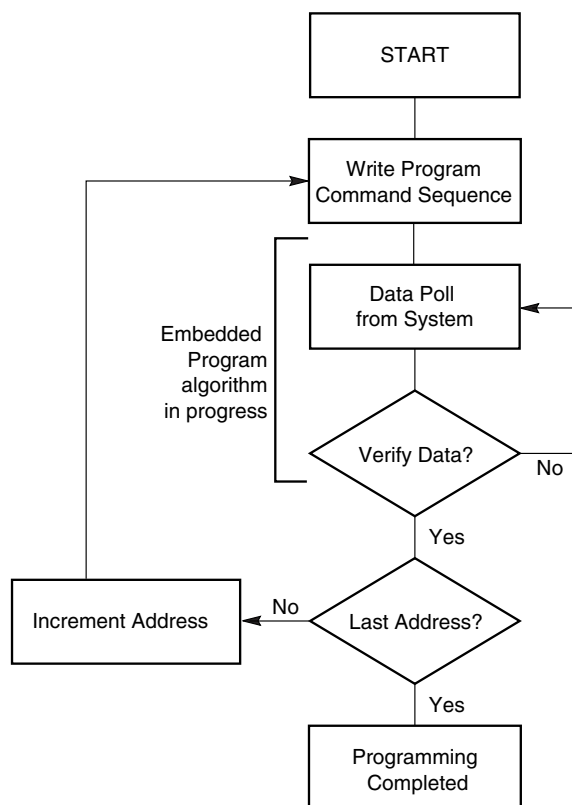 START
Write Program
Command Sequence
Data Poll
from System
Embedded
Program
algorithm
in progress
Verify Data?
No
Yes
Increment Address
No
Last Address?
Yes
Programming
Completed